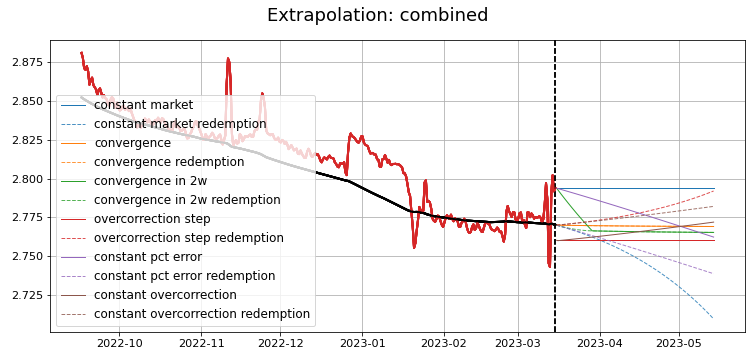 Extrapolation: combined
2.875
2.850
2.825
2.800
2.775
2.750
2.725
constant market
constant market redemption
convergence
convergence redemption
convergence in 2w
convergence in 2w redemption
overcorrection step
overcorrection step redemption
constant pct error
constant pct error redemption
constant overcorrection
constant overcorrection redemption
2022-10 2022-11 2022-12 2023-01 2023-02 2023-03 2023-04 2023-05